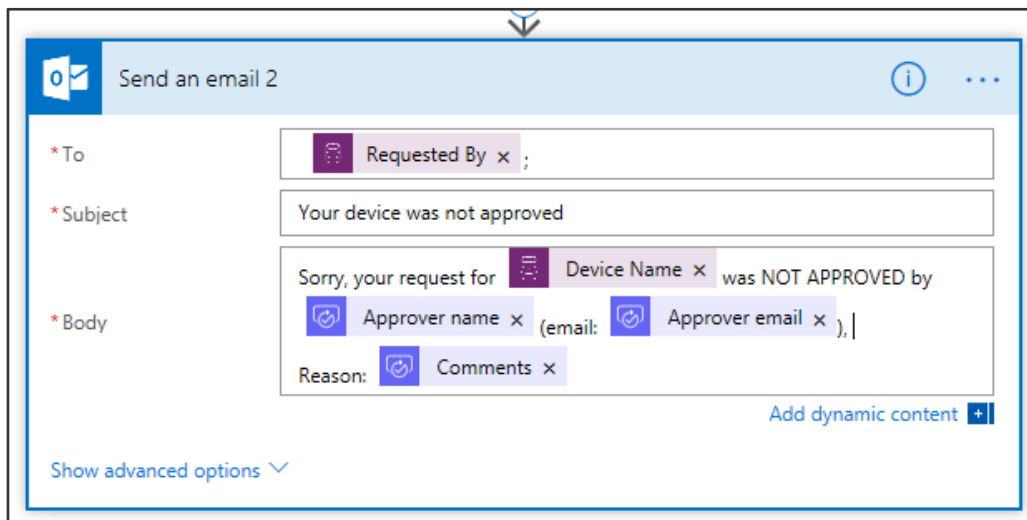 Send an email 2
*To
Requested By × ;
*Subject
Your device was not approved
*Body
Sorry, your request for Device Name × was NOT APPROVED by
Approver name × (email: Approver email × ),
Reason: Comments ×
Add dynamic content
Show advanced options